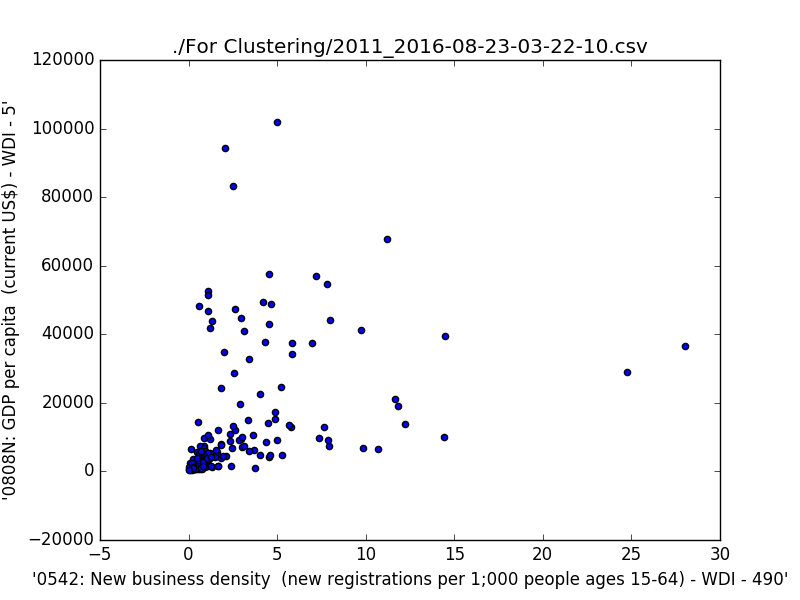 ./For Clustering/2011_2016-08-23-03-22-10.csv
120000
100000
80000
60000
40000
20000
0
−20000
'0808N: GDP per capita  (current US$) - WDI - 5'
−5 0 5 10 15 20 25 30
'0542: New business density  (new registrations per 1;000 people ages 15-64) - WDI - 490'